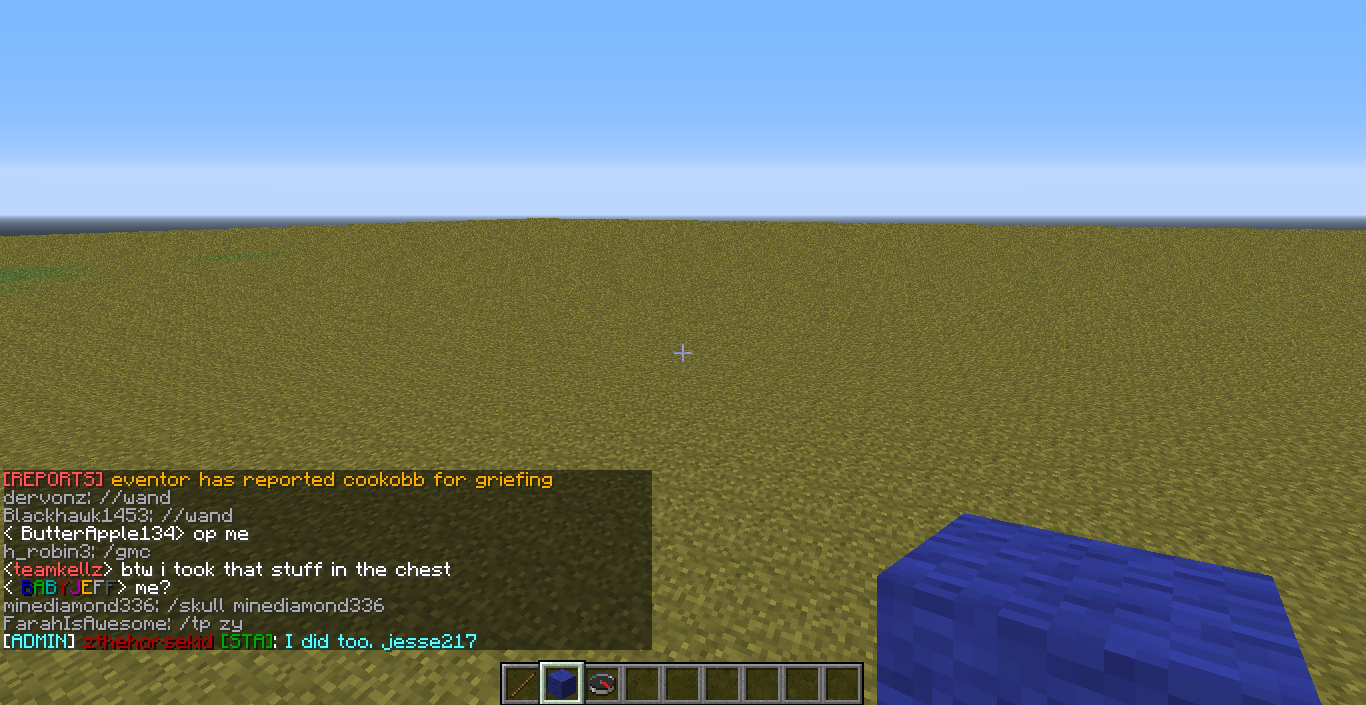 [REPORTS] eventor has reported cookobb for griefing
dervonz: //wand
Blackhawk1453: //wand
< ButterApple134> op me
h_robin3: /gmc
<teamkellz> btw i took that stuff in the chest
< BABYJEFF> me?
minediamond336: /skull minediamond336
FarahIsAwesome: /tp zy
[ADMIN] zthehorsekid [STA]: I did too. jesse217